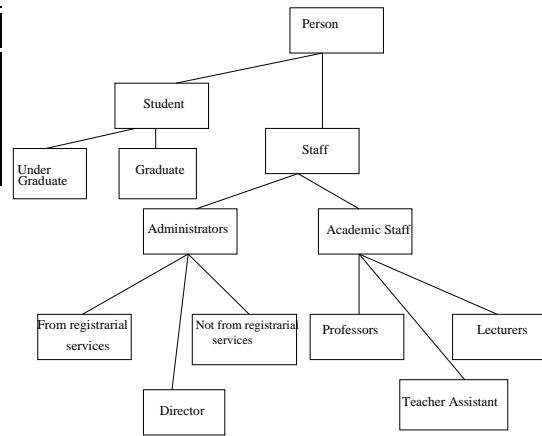 Person
Student
Staff
Under
Graduate
Graduate
Administrators
Academic Staff
From registrarial
services
Not from registrarial
services
Professors
Lecturers
Director
Teacher Assistant